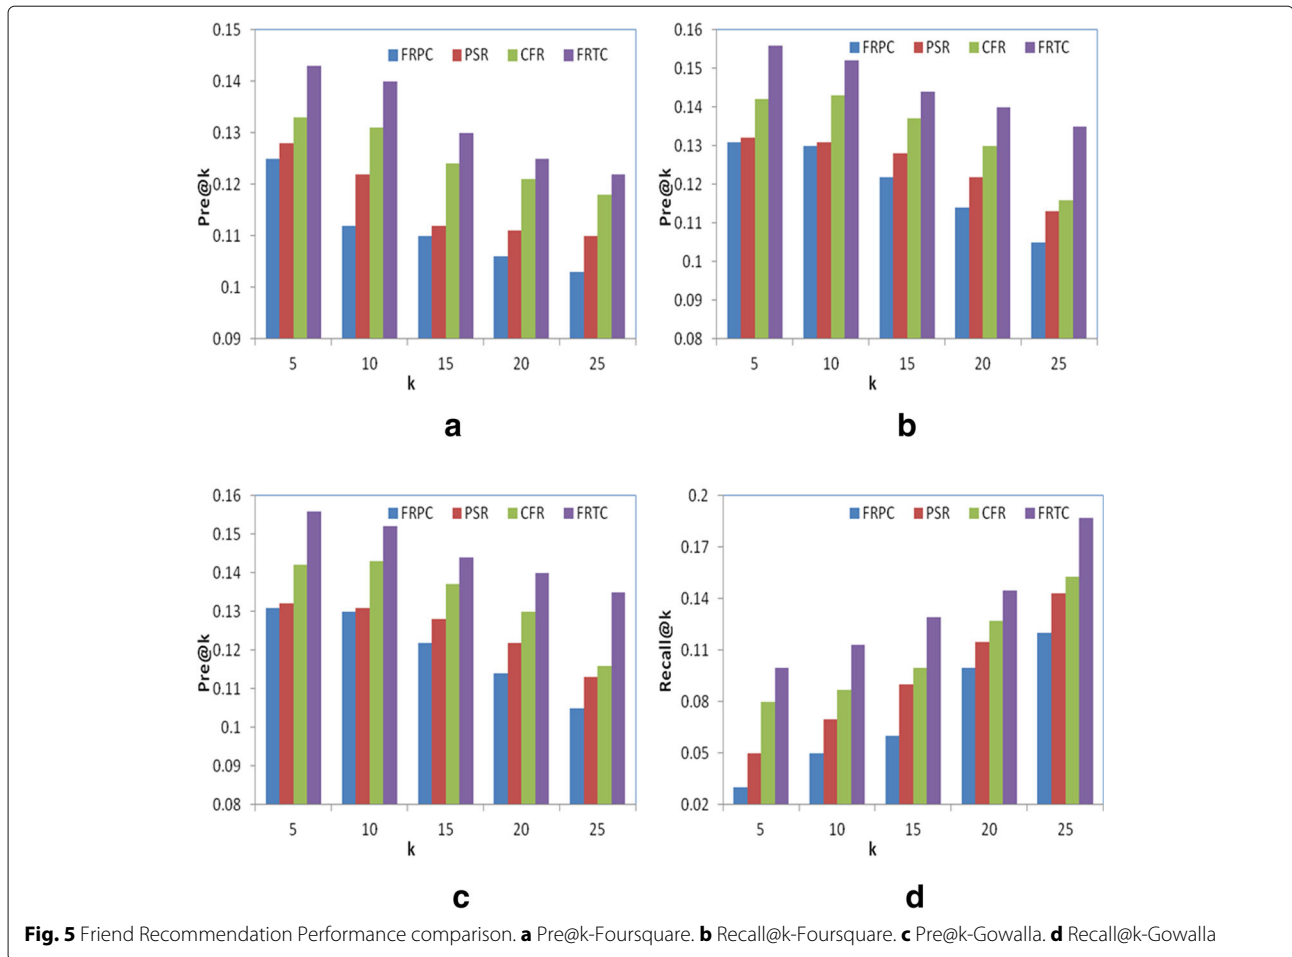 0.15
FRPC PSR CFR FRTC
0.14
0.13
0.12
0.11
0.1
0.09
Pre@k
5 10 15 20 25
k
a
0.16
FRPC PSR CFR FRTC
0.15
0.14
0.13
0.12
0.11
0.1
0.09
0.08
Pre@k
5 10 15 20 25
k
b
0.16
FRPC PSR CFR FRTC
0.15
0.14
0.13
0.12
0.11
0.1
0.09
0.08
Pre@k
5 10 15 20 25
k
c
0.2
FRPC PSR CFR FRTC
0.17
0.14
0.11
0.08
0.05
0.02
Recall@k
5 10 15 20 25
k
d
Fig. 5 Friend Recommendation Performance comparison. a Pre@k-Foursquare. b Recall@k-Foursquare. c Pre@k-Gowalla. d Recall@k-Gowalla